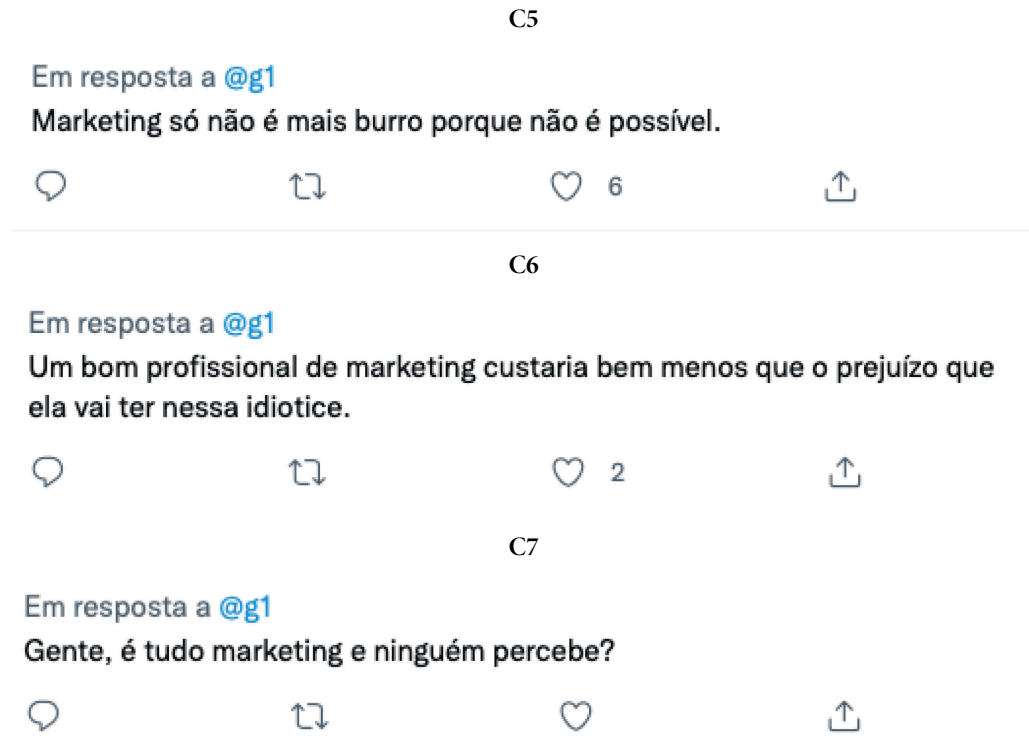 C5
Em resposta a @g1
Marketing só não é mais burro porque não é possível.
6
C6
Em resposta a @g1
Um bom profissional de marketing custaria bem menos que o prejuízo que
ela vai ter nessa idiotice.
2
C7
Em resposta a @g1
Gente, é tudo marketing e ninguém percebe?